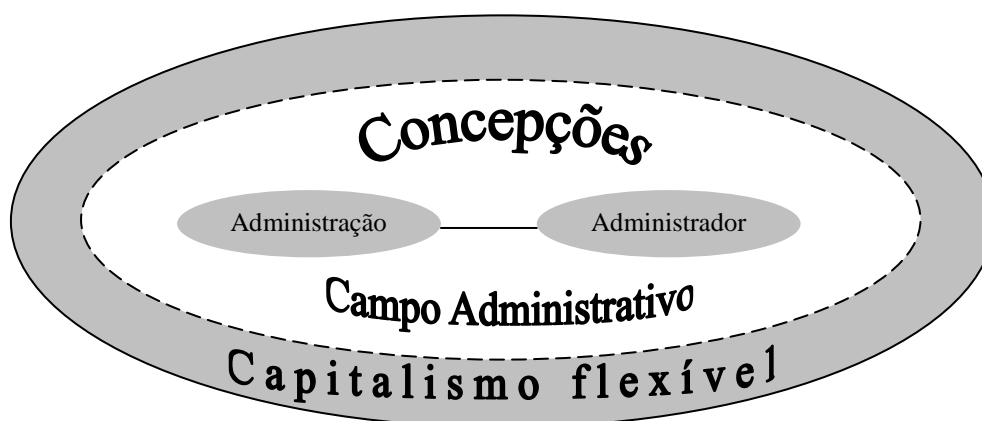 Concepções
Administração
Administrador
Campo Administrativo
Capitalismo flexível